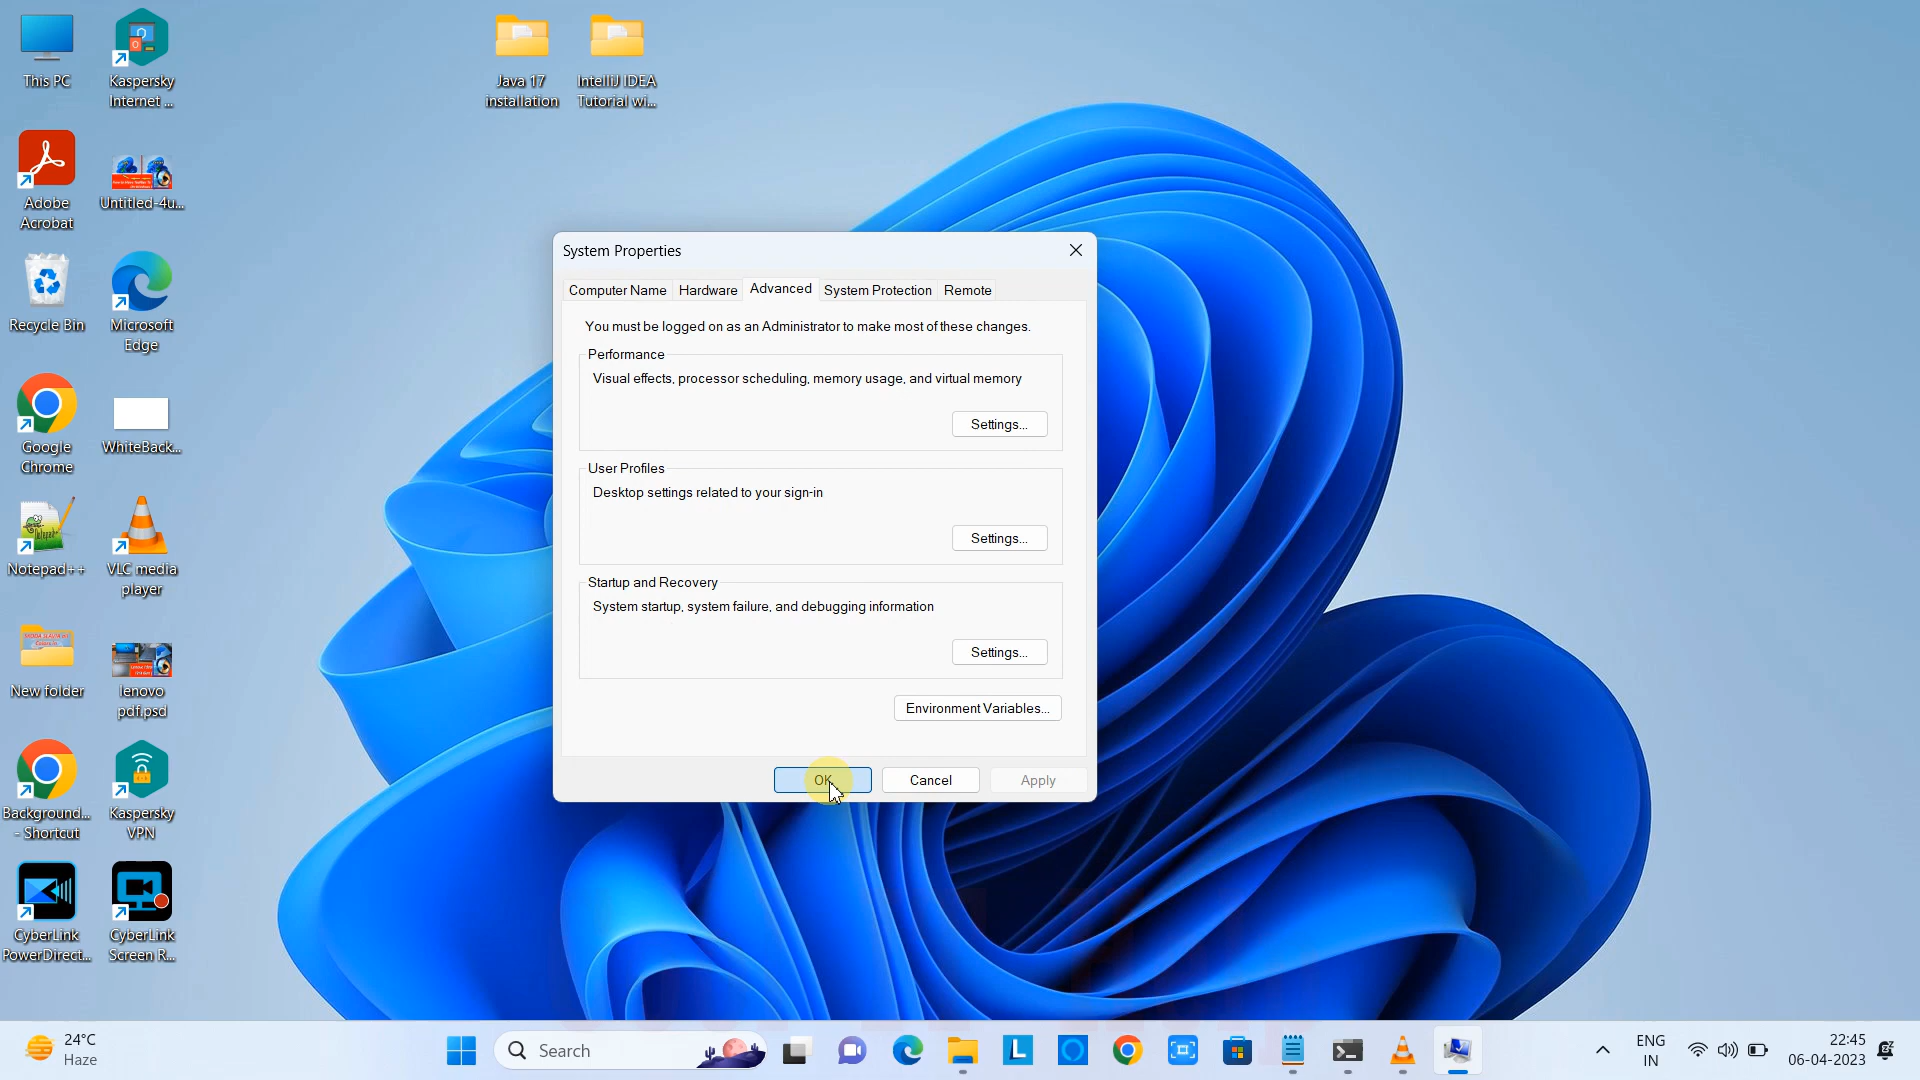 This PC
Kaspersky
Internet ...
Java 17
installation
IntelliJ IDEA
Tutorial wi...
Adobe
Acrobat
Untitled-4u...
Recycle Bin
Microsoft
Edge
Google
Chrome
WhiteBack...
Notepad++
VLC media
player
New folder
lenovo
pdf.psd
Background...
- Shortcut
Kaspersky
VPN
CyberLink
PowerDirect...
CyberLink
Screen R...
System Properties
Computer Name
Hardware
Advanced
System Protection
Remote
You must be logged on as an Administrator to make most of these changes.
Performance
Visual effects, processor scheduling, memory usage, and virtual memory
Settings...
User Profiles
Desktop settings related to your sign-in
Settings...
Startup and Recovery
System startup, system failure, and debugging information
Settings...
Environment Variables...
OK
Cancel
Apply
24°C
Haze
Search
ENG
IN
22:45
06-04-2023